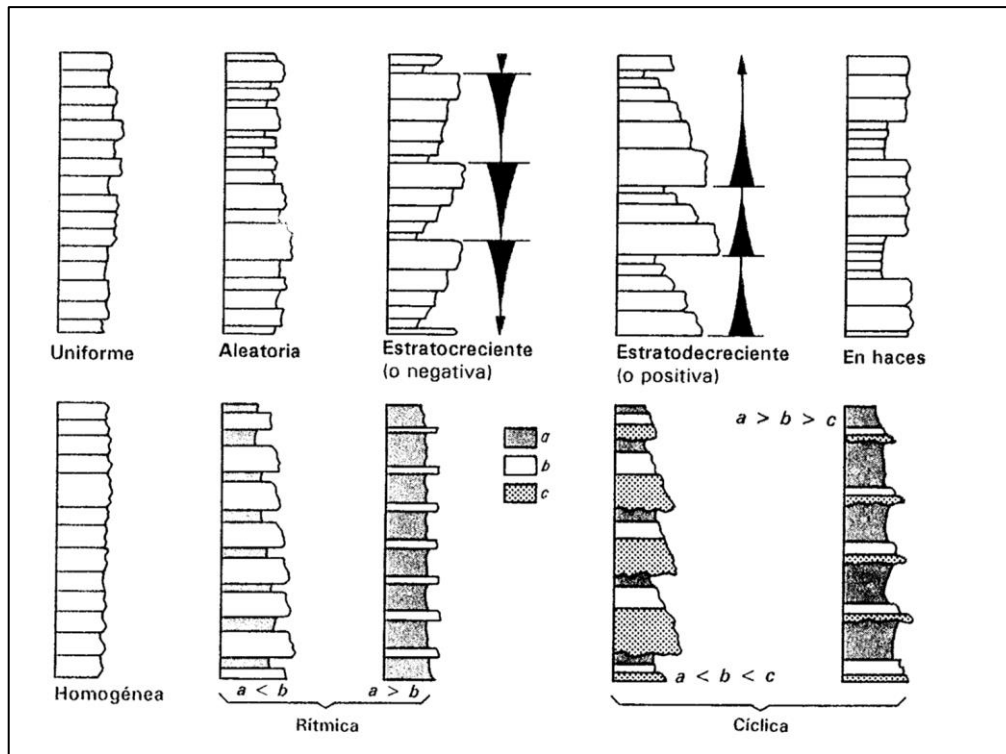 Uniforme
Aleatoria
Estratocreciente
(o negativa)
Estratodecreciente
(o positiva)
En haces
a
b
c
a > b > c
Homogénea
a < b
a > b
Rítmica
a < b < c
Cíclica